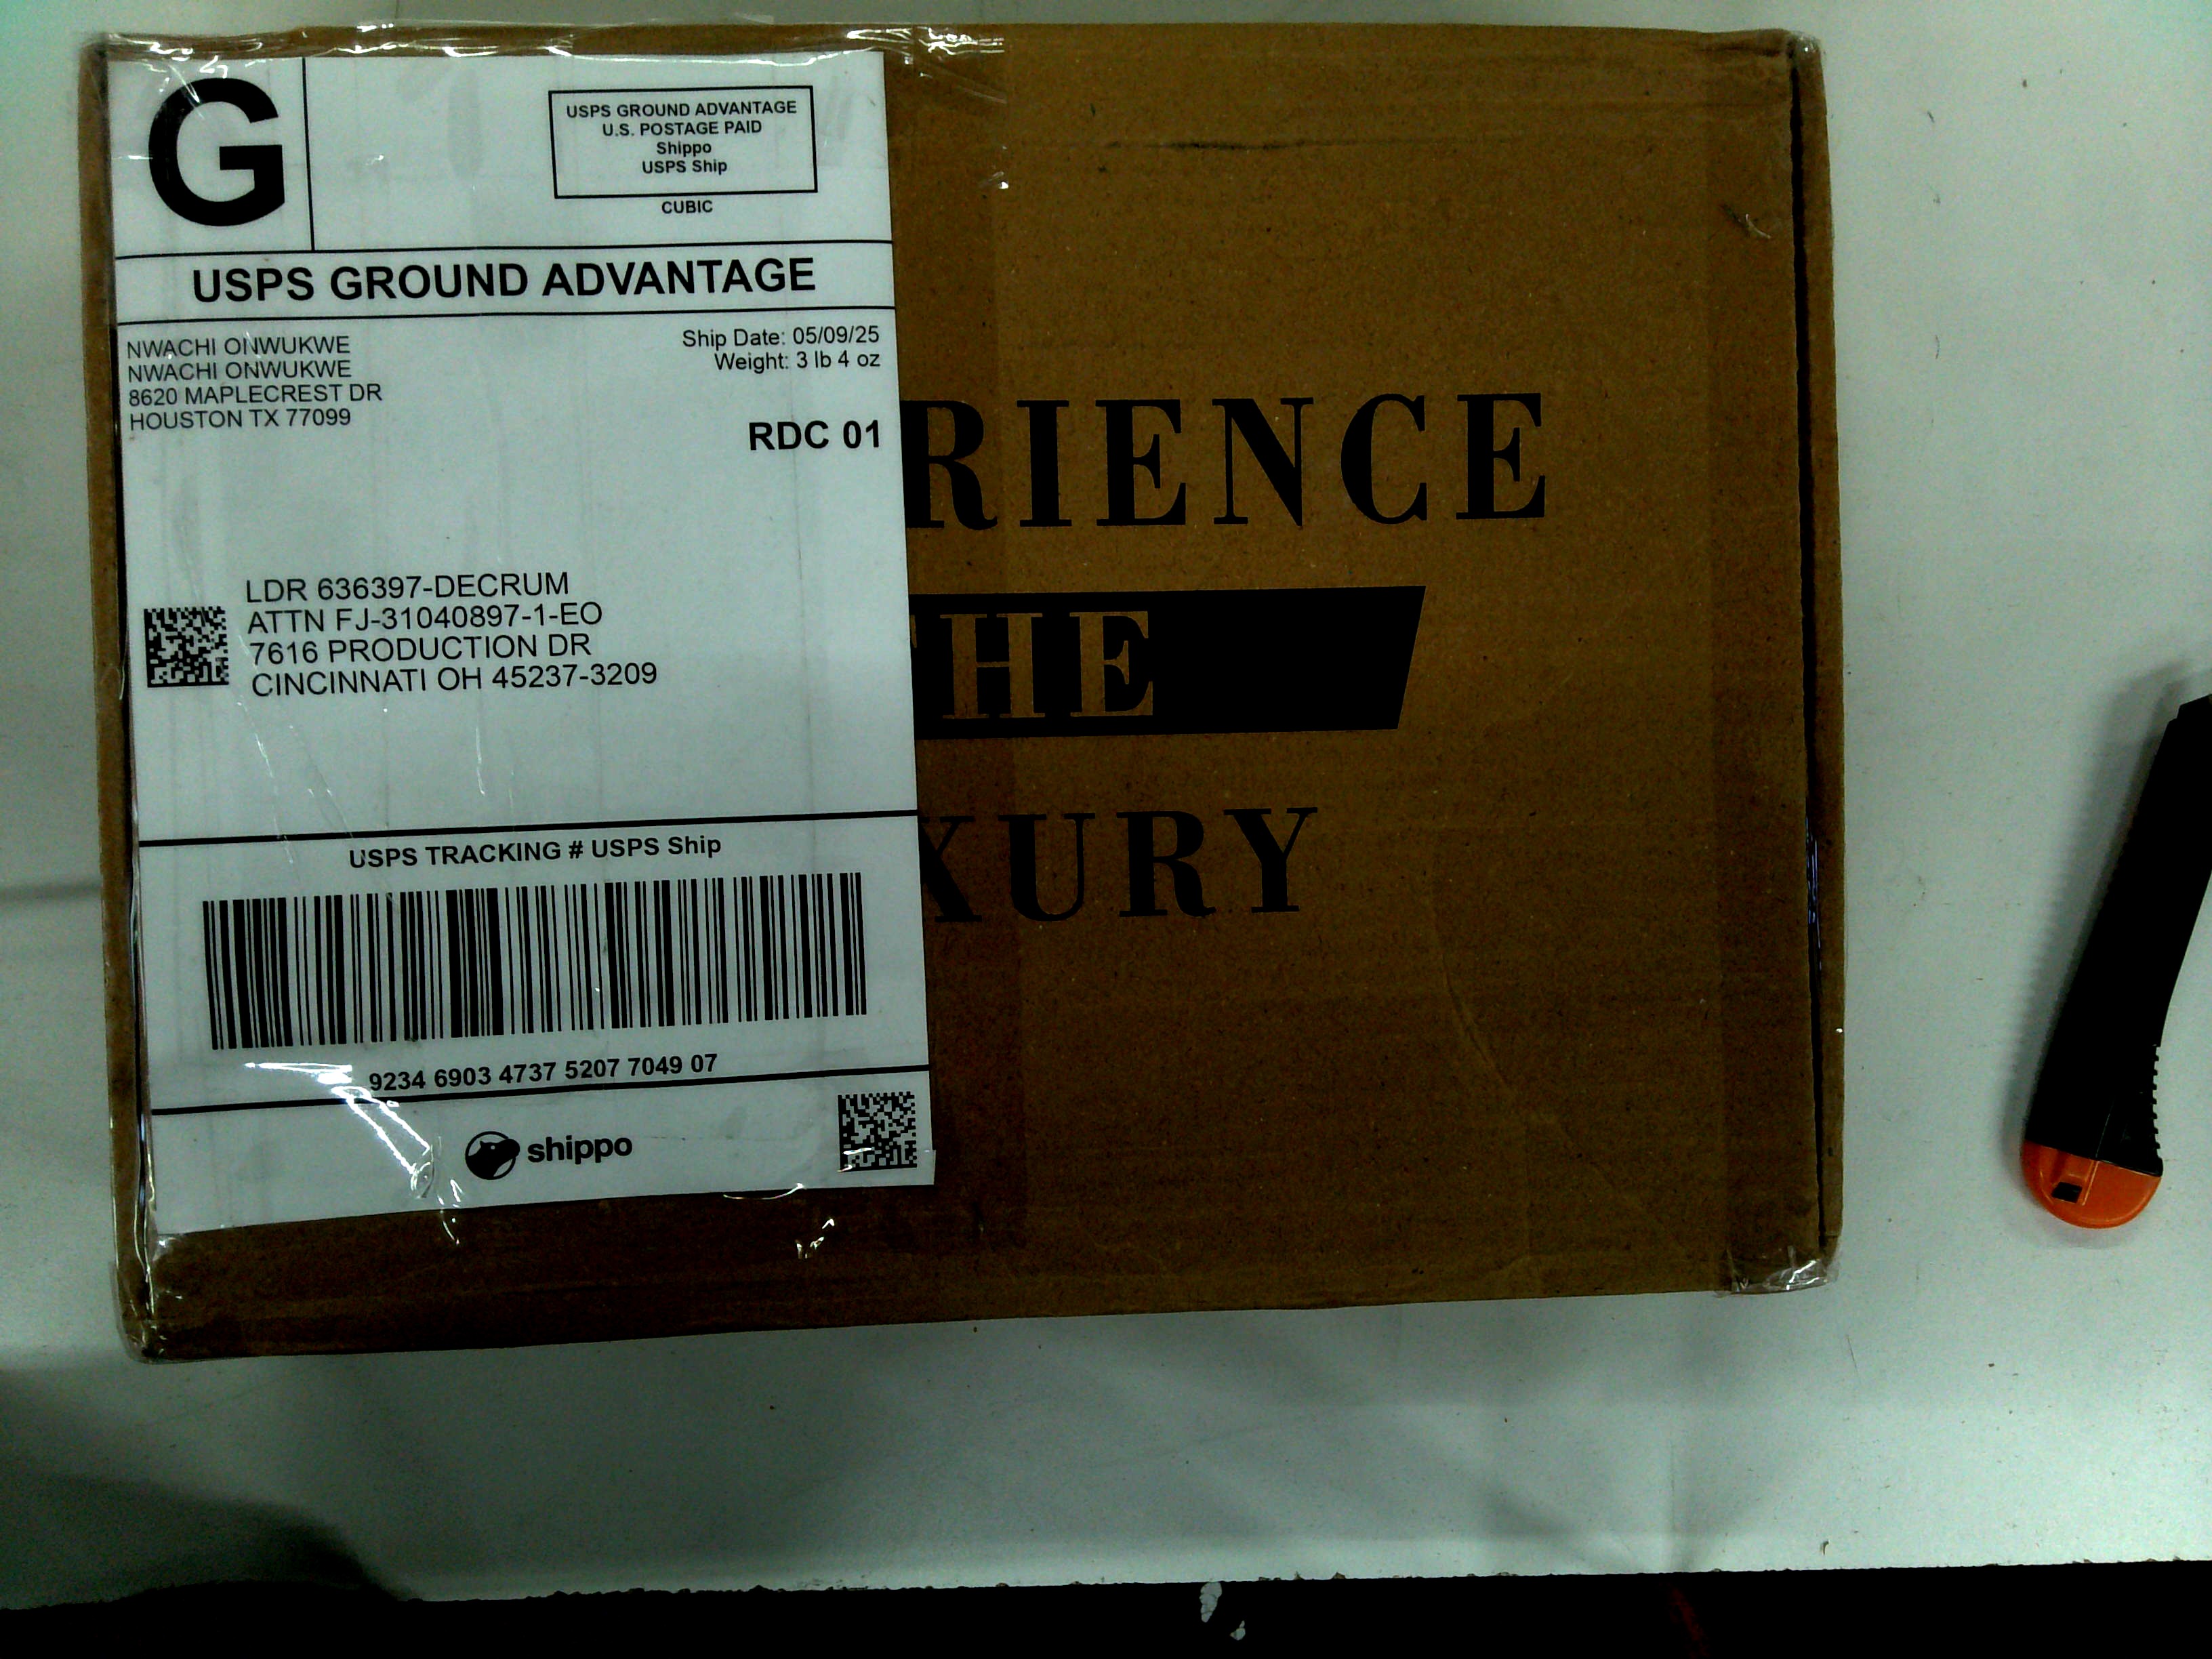 G
USPS GROUND ADVANTAGE
U.S. POSTAGE PAID
Shippo
USPS Ship
CUBIC
USPS GROUND ADVANTAGE
NWACHI ONWUKWE
NWACHI ONWUKWE
8620 MAPLECREST DR
HOUSTON TX 77099
Ship Date: 05/09/25
Weight: 3 lb 4 oz
RDC 01
LDR 636397-DECRUM
ATTN FJ-31040897-1-EO
7616 PRODUCTION DR
CINCINNATI OH 45237-3209
USPS TRACKING # USPS Ship
9234 6903 4737 5207 7049 07
shippo
RIENCE
THE
XURY